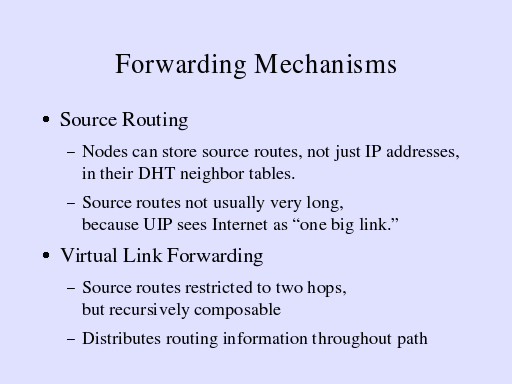 Forwarding Mechanisms
• Source Routing
– Nodes can store source routes, not just IP addresses,
in their DHT neighbor tables.
– Source routes not usually very long,
because UIP sees Internet as “one big link.”
• Virtual Link Forwarding
– Source routes restricted to two hops,
but recursively composable
– Distributes routing information throughout path